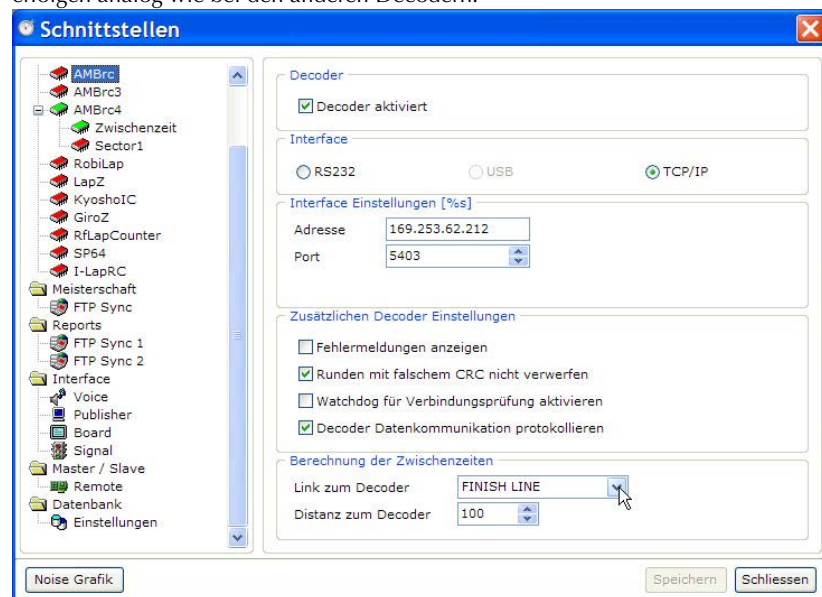 erfolgen analog wie bei den anderen Decodern.
Schnittstellen
AMBrc
AMBrc3
AMBrc4
Zwischenzeit
Sector1
RobiLap
LapZ
KyoshoIC
GiroZ
RfLapCounter
SP64
I-LapRC
Meisterschaft
FTP Sync
Reports
FTP Sync 1
FTP Sync 2
Interface
Voice
Publisher
Board
Signal
Master / Slave
Remote
Datenbank
Einstellungen
Decoder
Decoder aktiviert
Interface
RS232 USB TCP/IP
Interface Einstellungen [%s]
Adresse 169.253.62.212
Port 5403
Zusätzlichen Decoder Einstellungen
Fehlermeldungen anzeigen
Runden mit falschem CRC nicht verwerfen
Watchdog für Verbindungsprüfung aktivieren
Decoder Datenkommunikation protokollieren
Berechnung der Zwischenzeiten
Link zum Decoder FINISH LINE
Distanz zum Decoder 100
Noise Grafik Speichern Schliessen